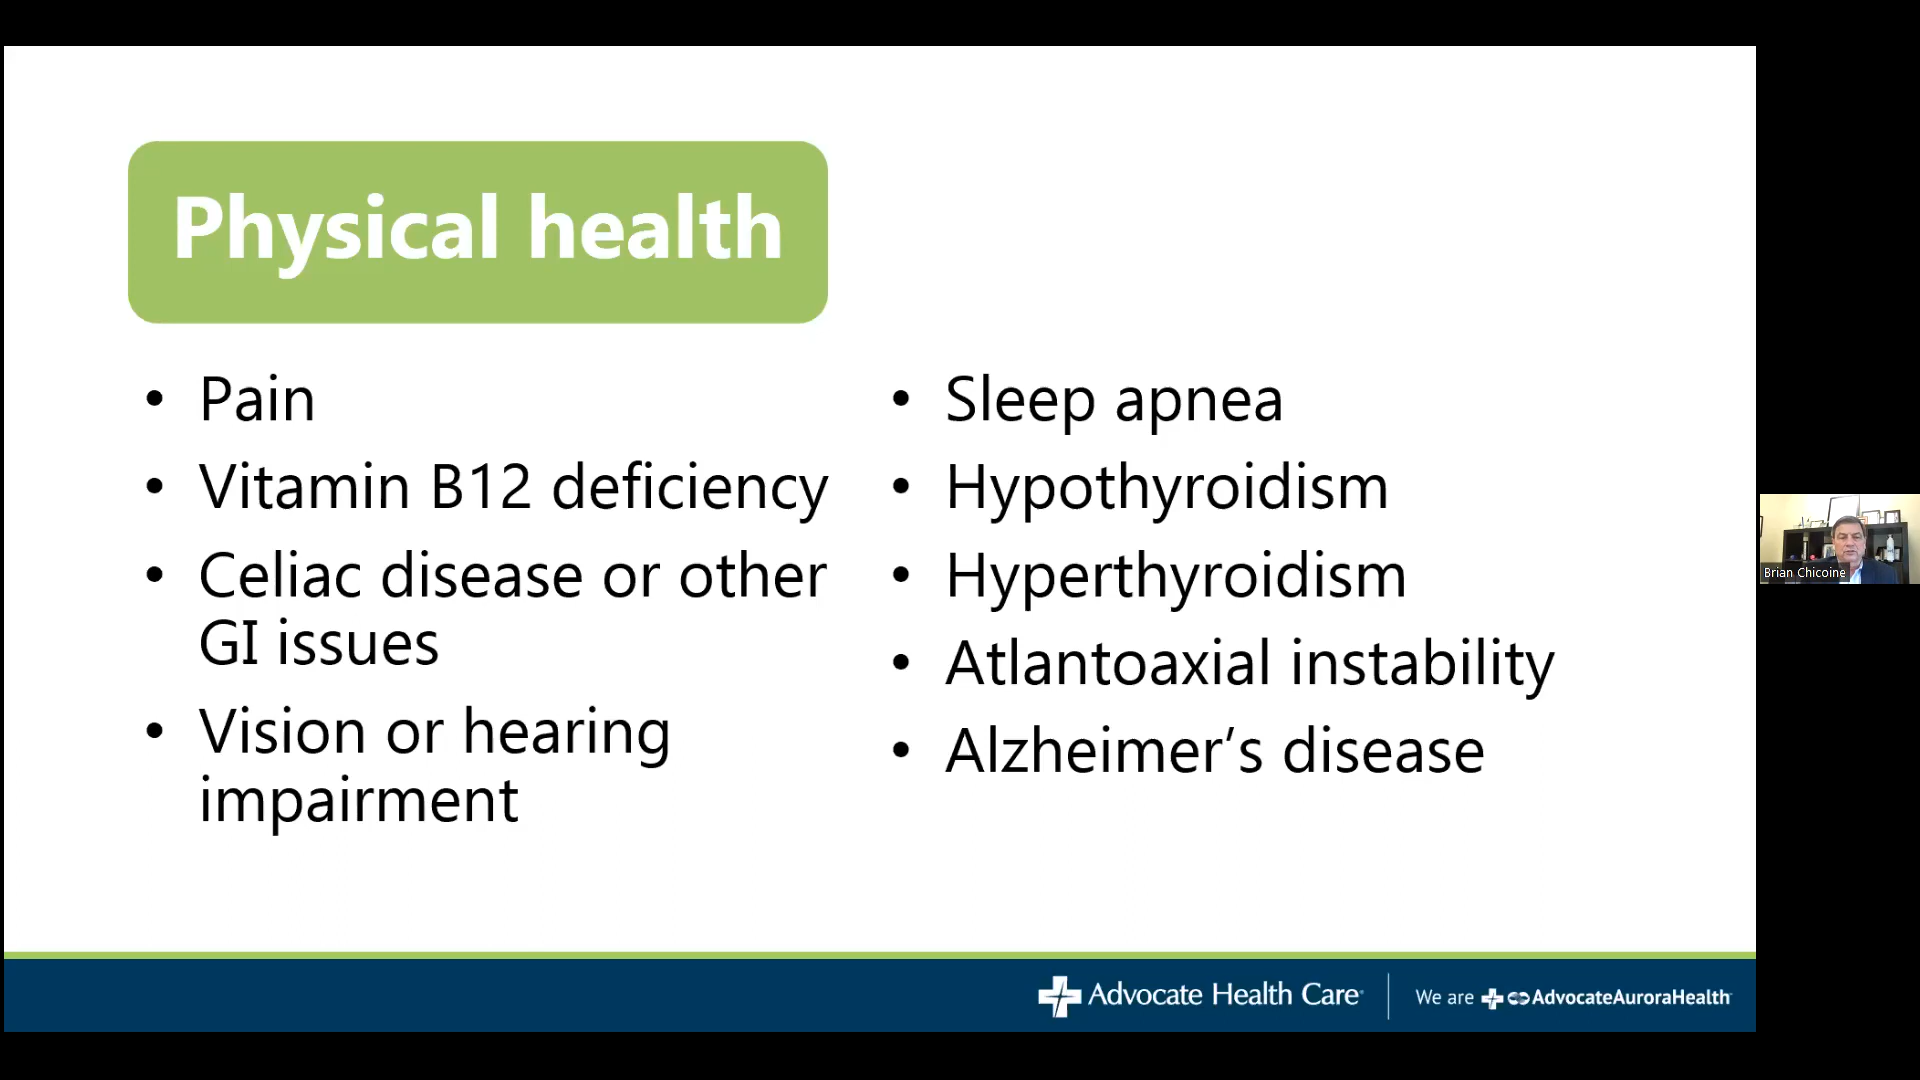 Physical health
• Pain
• Vitamin B12 deficiency
• Celiac disease or other
GI issues
• Vision or hearing
impairment
• Sleep apnea
• Hypothyroidism
• Hyperthyroidism
• Atlantoaxial instability
• Alzheimer’s disease
Brian Chicoine
Advocate Health Care
We are AdvocateAuroraHealth